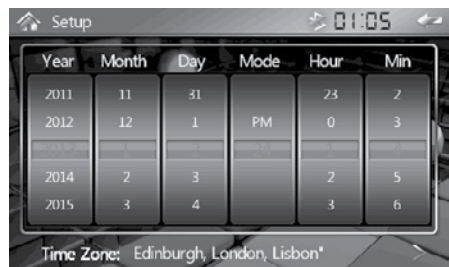 Setup 01:05
Year Month Day Mode Hour Min
2011 11 31 23 2
2012 12 1 PM 0 3
2014 2 3 2 5
2015 3 4 3 6
Time Zone: Edinburgh, London, Lisbon*